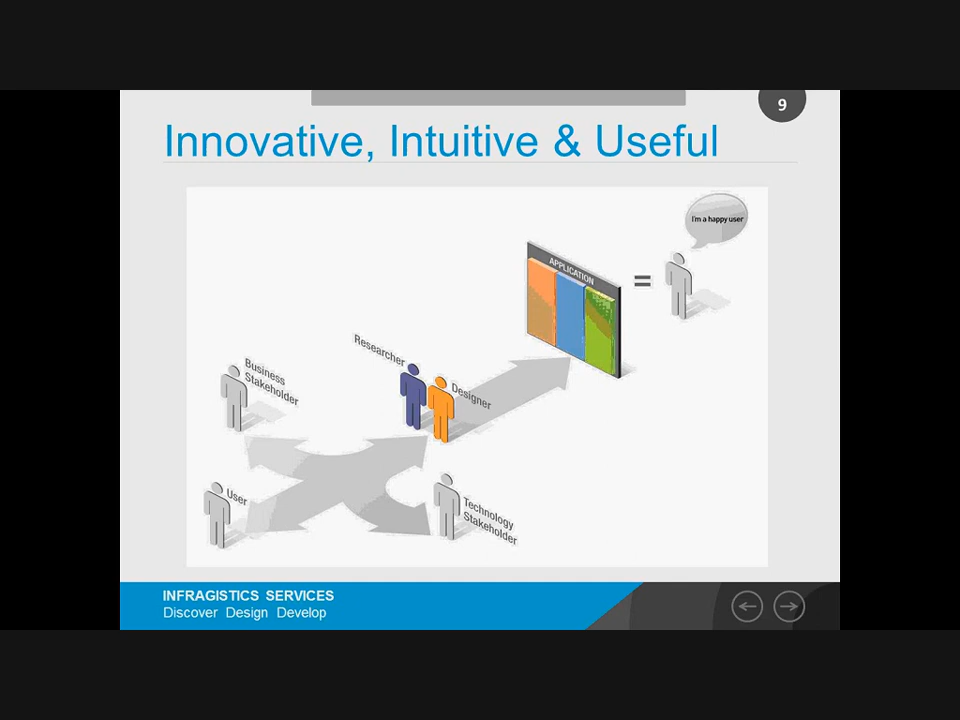 9
Innovative, Intuitive & Useful
I'm a happy user
APPLICATION
=
Researcher
Business
Stakeholder
Designer
User
Technology
Stakeholder
INFRAGISTICS SERVICES
Discover Design Develop